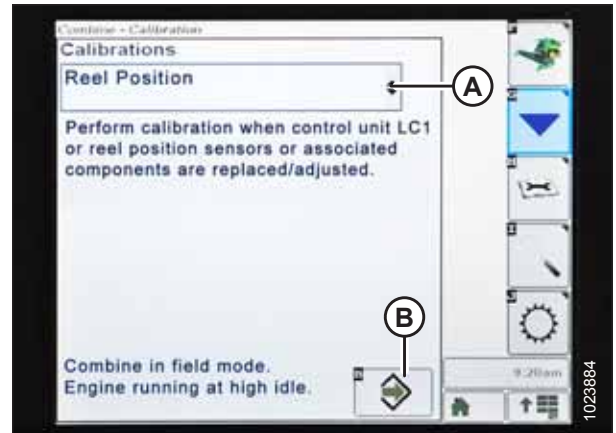 Combine - Calibration
Calibrations
Reel Position
A
Perform calibration when control unit LC1
or reel position sensors or associated
components are replaced/adjusted.
B
Combine in field mode.
Engine running at high idle.
9:20am
1023884